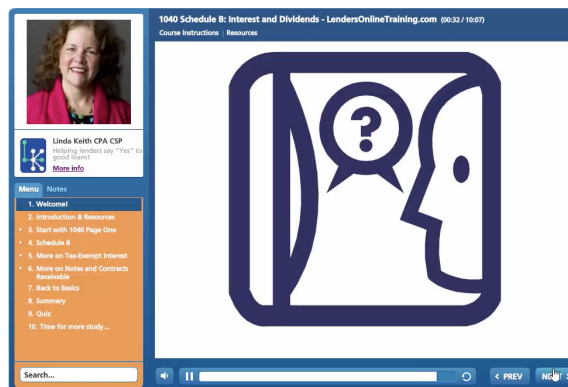 1040 Schedule B: Interest and Dividends - LendersOnlineTraining.com (00:32 / 10:07)
Course Instructions | Resources
?
Linda Keith CPA CSP
Helping lenders say "Yes" to
good loans!
More info
Menu Notes
1. Welcome!
2. Introduction & Resources
3. Start with 1040 Page One
4. Schedule B
5. More on Tax-Exempt Interest
6. More on Notes and Contracts
Receivable
7. Back to Basics
8. Summary
9. Quiz
10. Time for more study...
Search...
< PREV
NEXT >